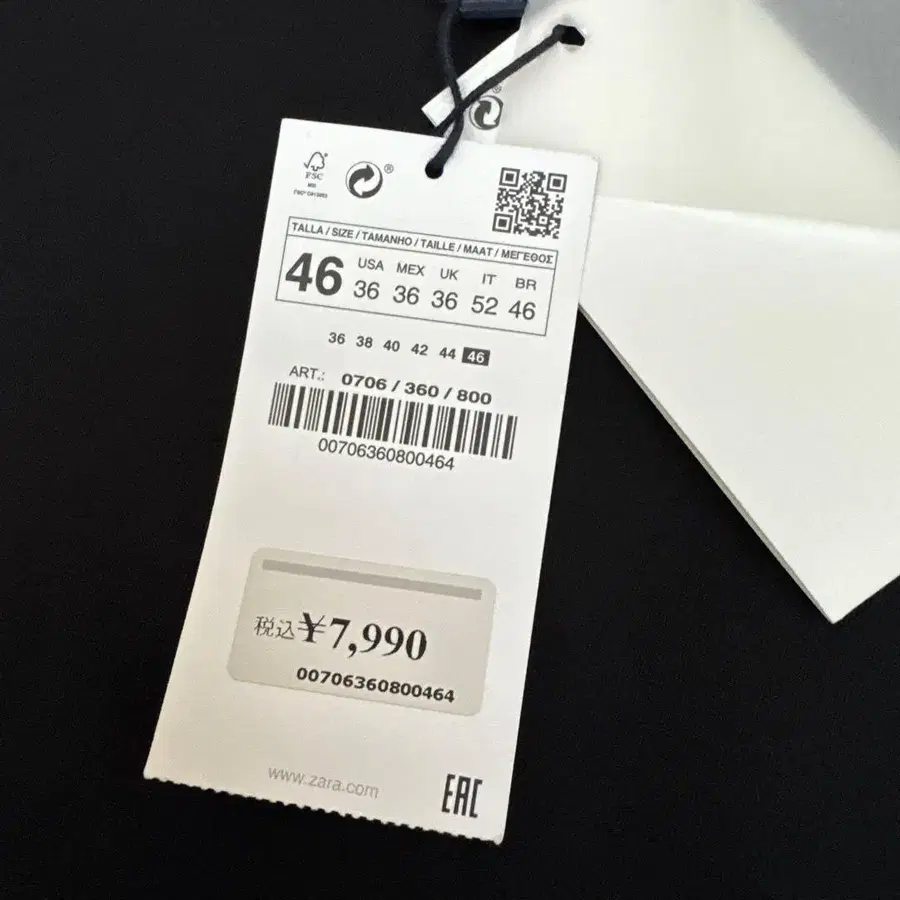 FSC
®
TALLA / SIZE / TAMANHO / TAILLE / MAAT / ΜΕΓΕΘΟΣ
46 USA 36 MEX 36 UK 36 IT 52 BR 46
36 38 40 42 44 46
ART.: 0706 / 360 / 800
00706360800464
税込¥7,990
00706360800464
www.zara.com
EAC